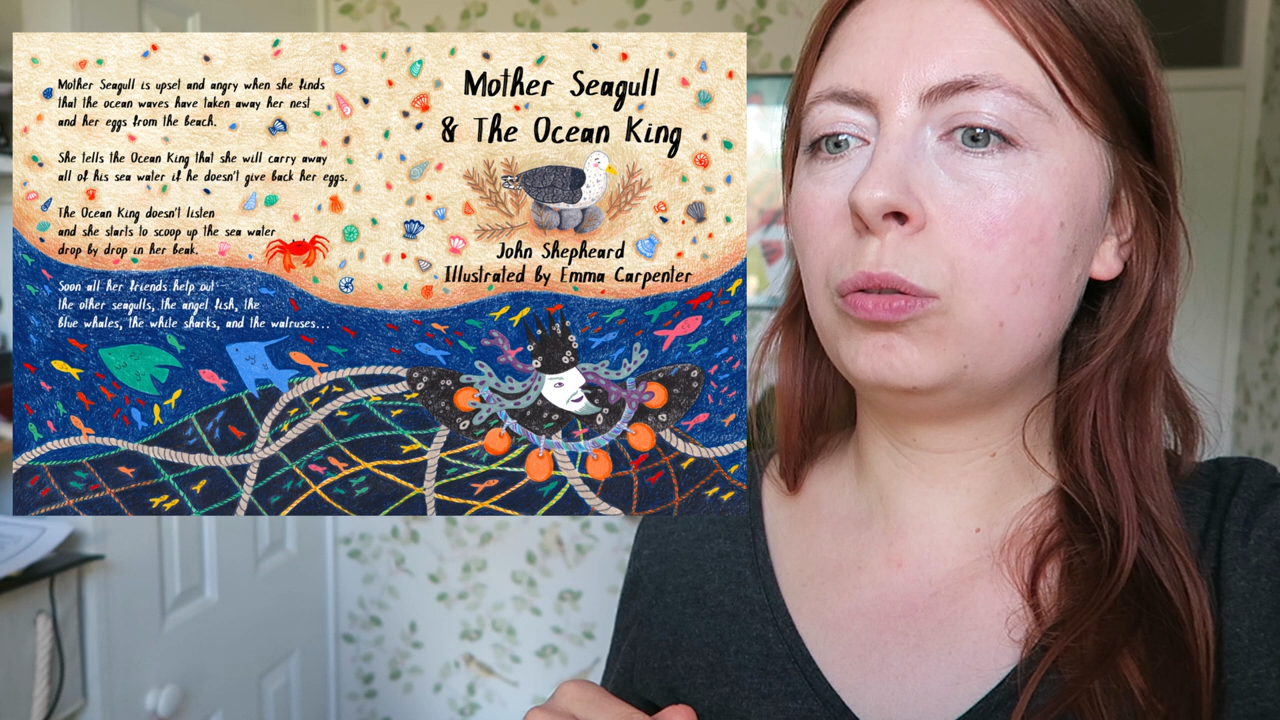 Mother Seagull is upset and angry when she finds
that the ocean waves have taken away her nest
and her eggs from the beach.
She tells the Ocean King that she will carry away
all of his sea water if he doesn't give back her eggs.
The Ocean King doesn't listen
and she starts to scoop up the sea water
drop by drop in her beak.
Soon all her friends help out
the other seagulls, the angel fish, the
blue whales, the white sharks, and the walruses...
Mother Seagull
& The Ocean King
John Shepheard
Illustrated by Emma Carpenter